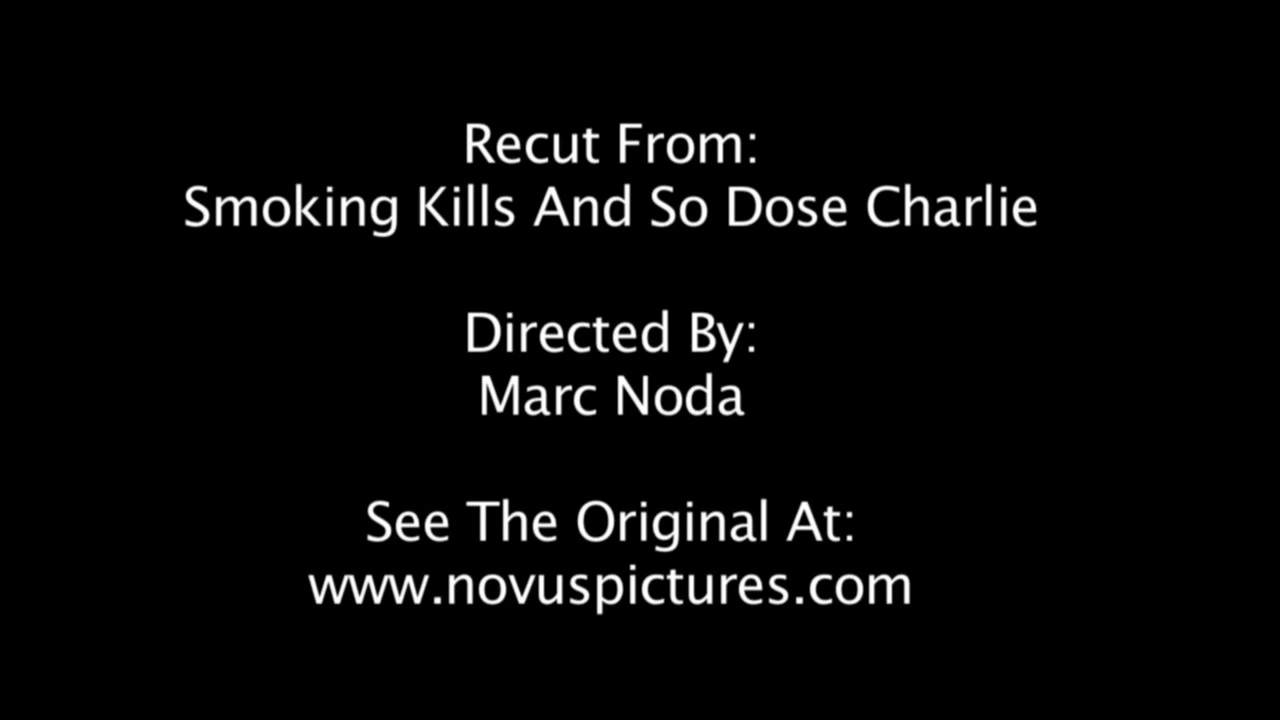 Recut From:
Smoking Kills And So Dose Charlie
Directed By:
Marc Noda
See The Original At:
www.novuspictures.com